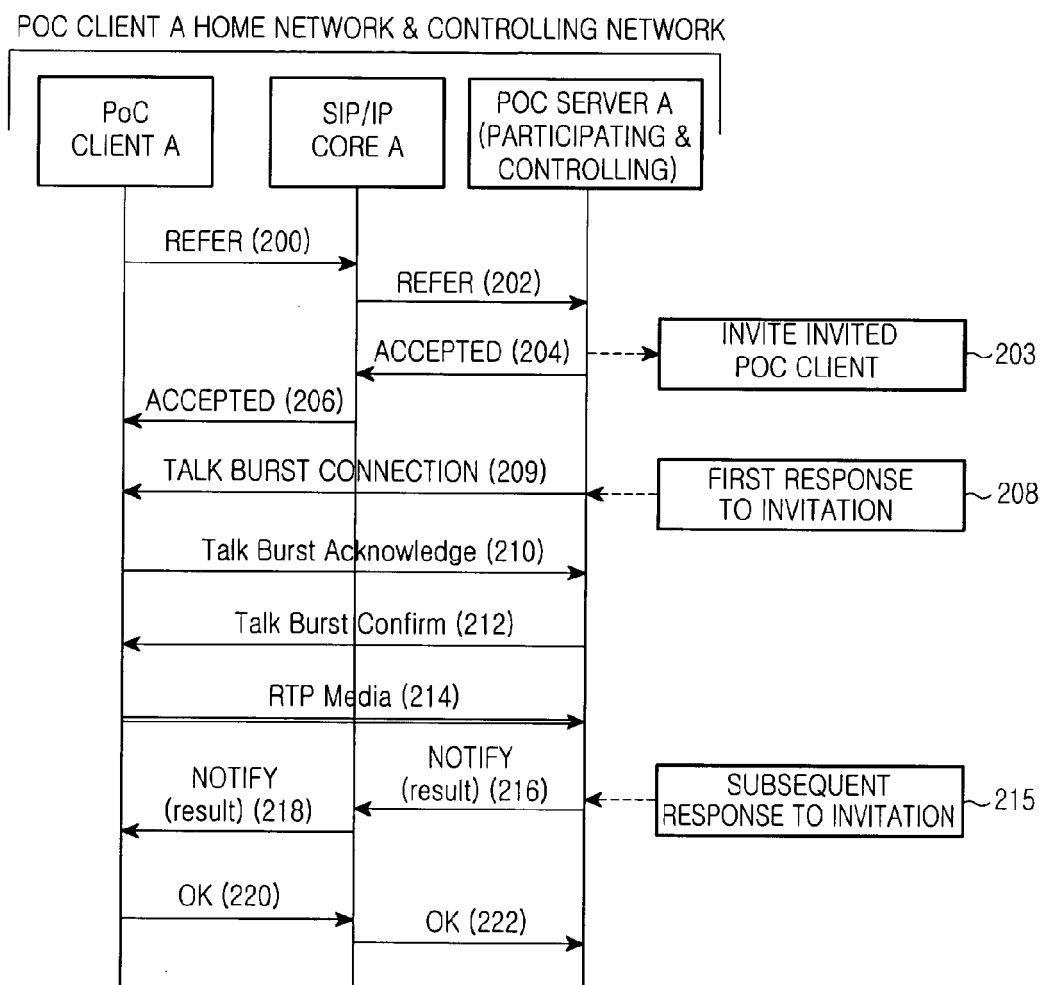 POC CLIENT A HOME NETWORK & CONTROLLING NETWORK
PoC
CLIENT A
SIP/IP
CORE A
POC SERVER A
(PARTICIPATING &
CONTROLLING)
REFER (200)
REFER (202)
INVITE INVITED
POC CLIENT
203
ACCEPTED (204)
ACCEPTED (206)
TALK BURST CONNECTION (209)
FIRST RESPONSE
TO INVITATION
208
Talk Burst Acknowledge (210)
Talk Burst Confirm (212)
RTP Media (214)
NOTIFY
(result) (216)
NOTIFY
(result) (218)
SUBSEQUENT
RESPONSE TO INVITATION
215
OK (220)
OK (222)